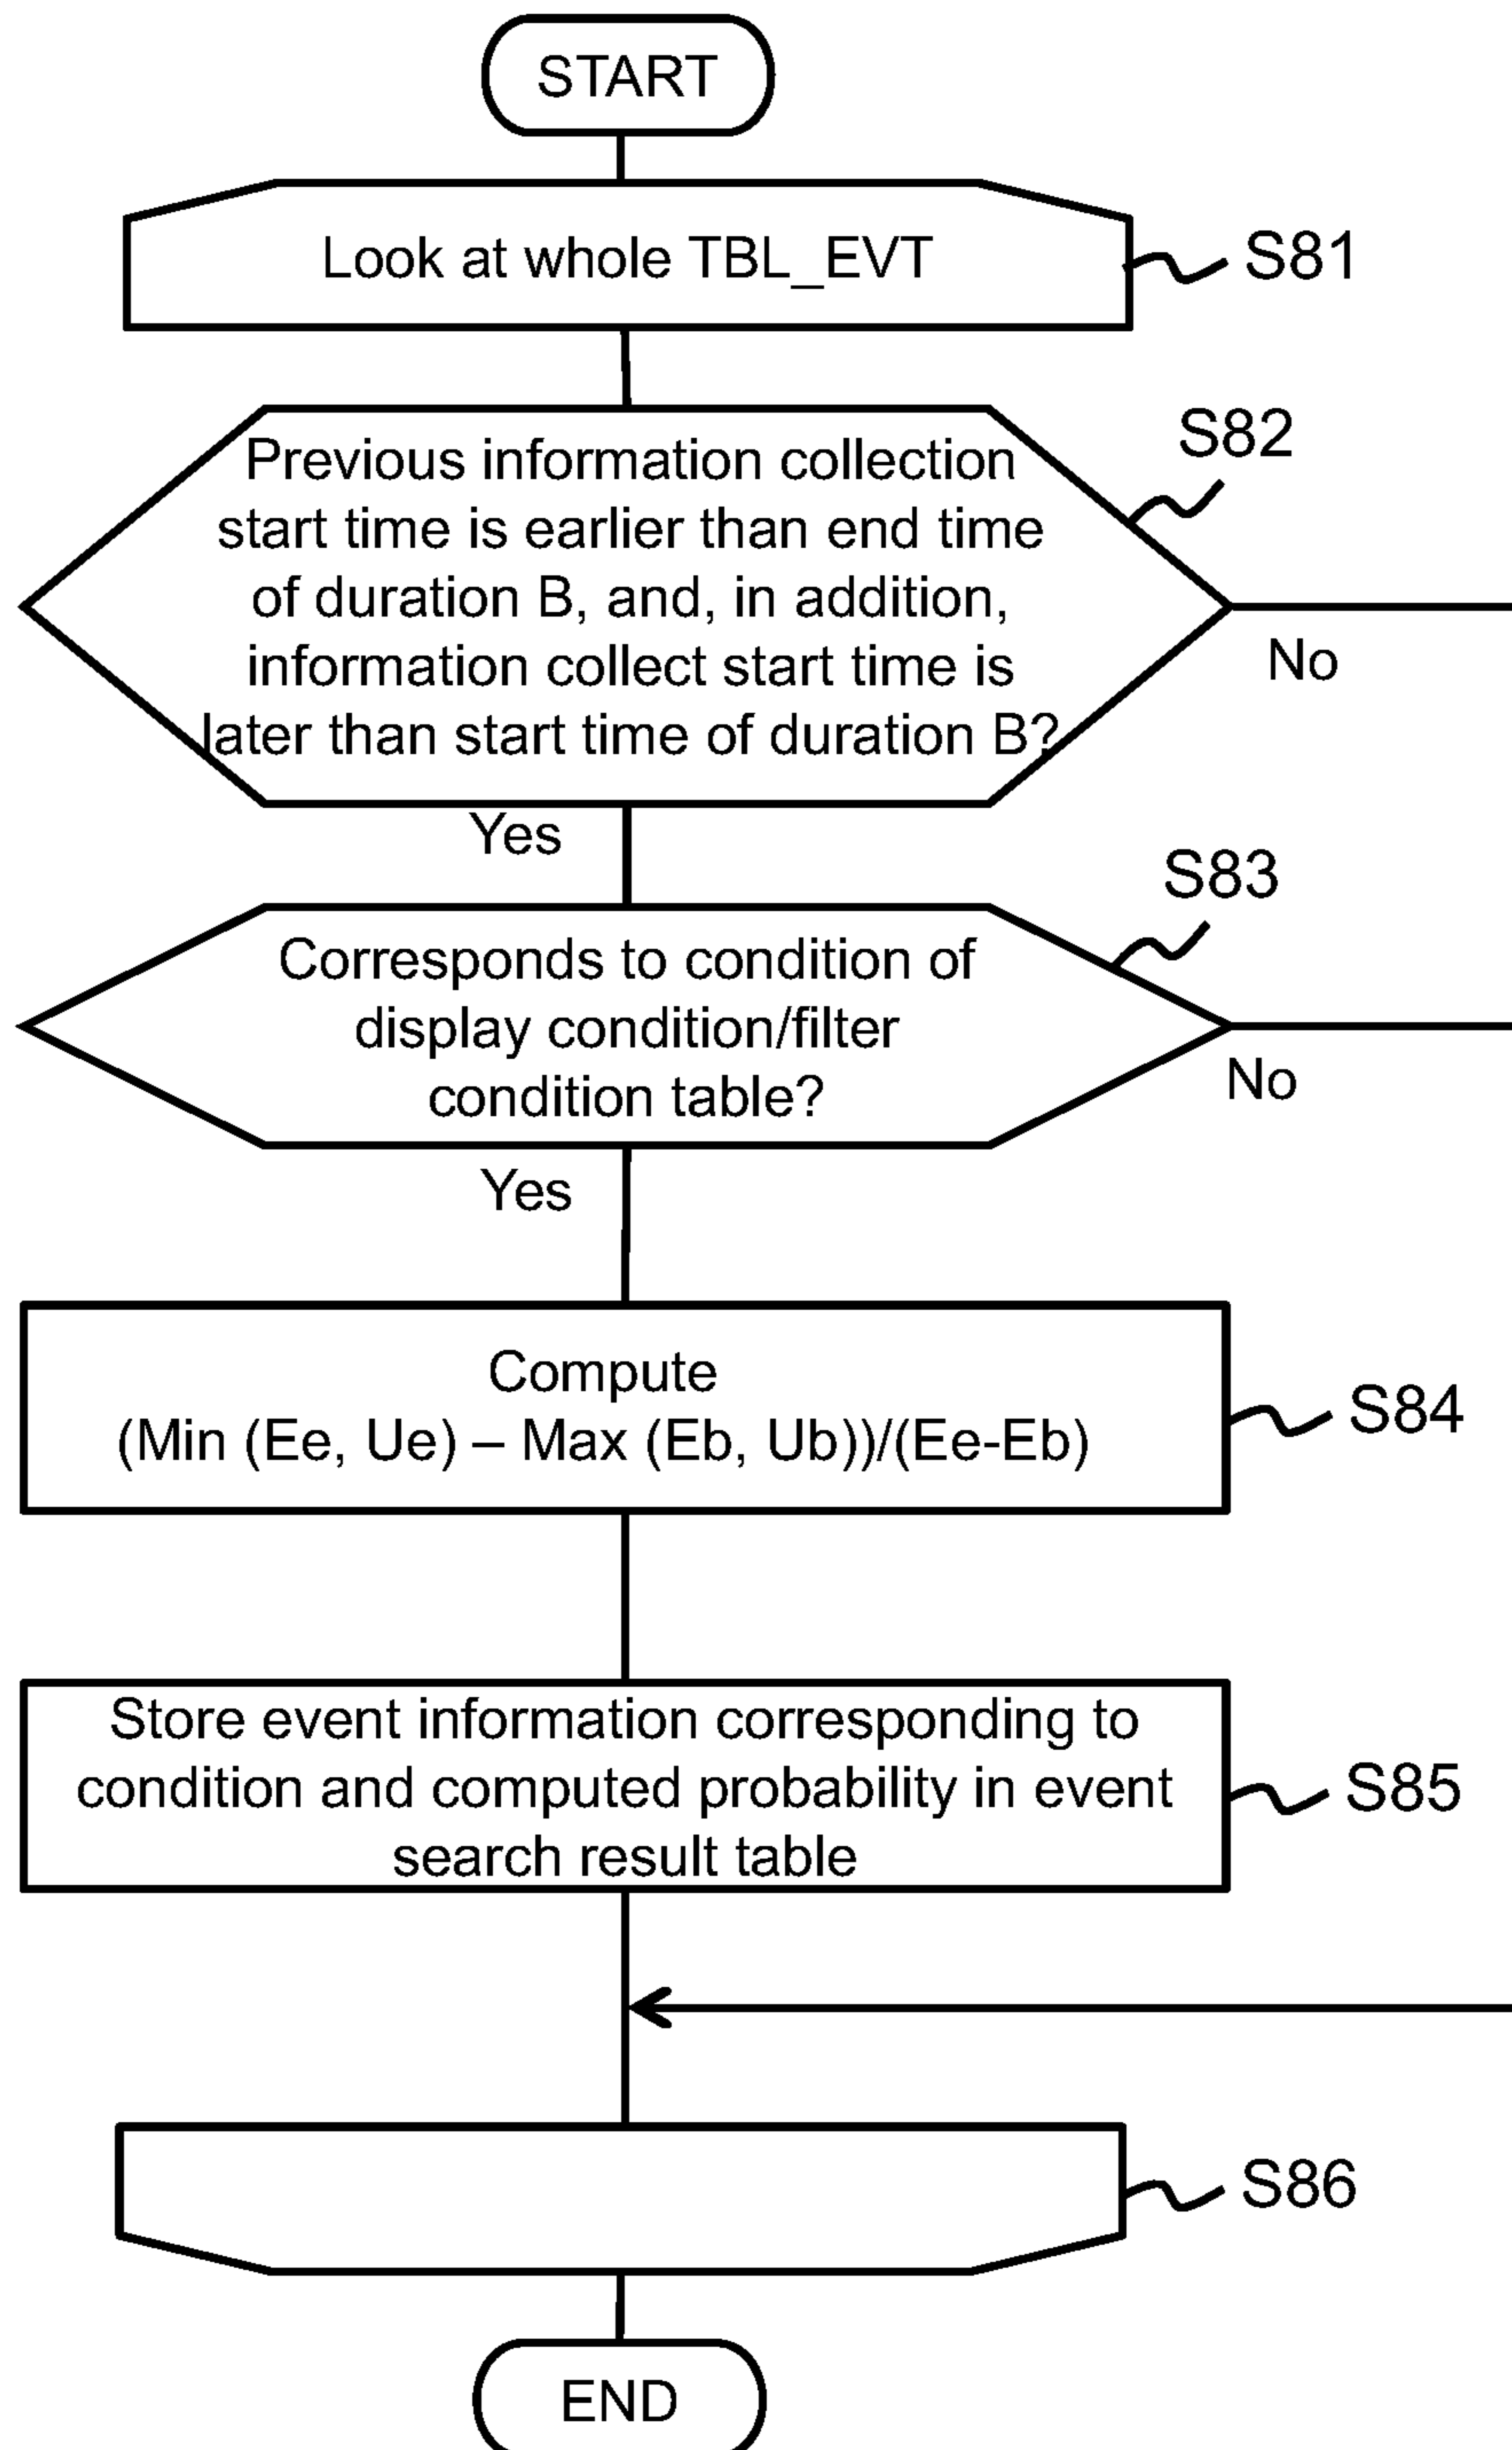 START
Look at whole TBL_EVT
S81
S82
Previous information collection
start time is earlier than end time
of duration B, and, in addition,
information collect start time is
later than start time of duration B?
No
Yes
S83
Corresponds to condition of
display condition/filter
condition table?
No
Yes
Compute
(Min (Ee, Ue) – Max (Eb, Ub))/(Ee-Eb)
S84
Store event information corresponding to
condition and computed probability in event
search result table
S85
S86
END